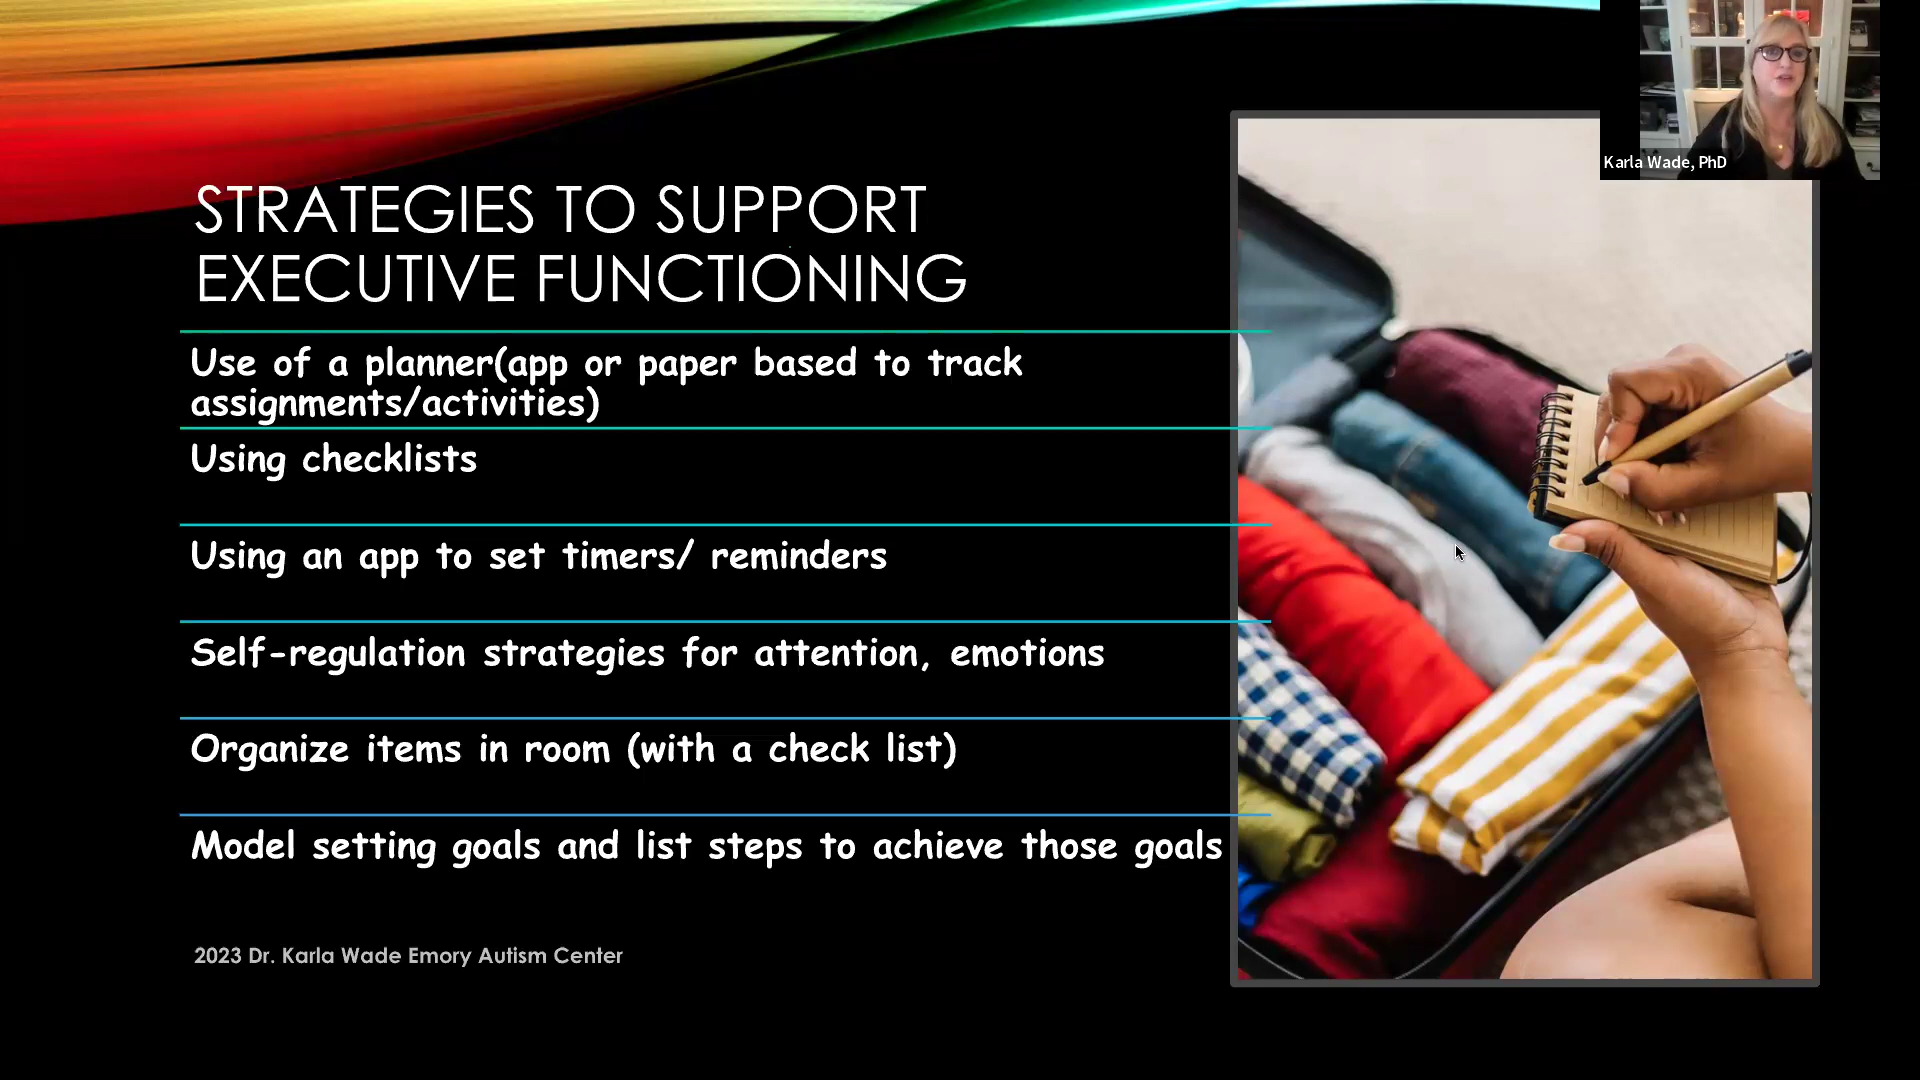 STRATEGIES TO SUPPORT
EXECUTIVE FUNCTIONING
Use of a planner(app or paper based to track
assignments/activities)
Using checklists
Using an app to set timers/ reminders
Self-regulation strategies for attention, emotions
Organize items in room (with a check list)
Model setting goals and list steps to achieve those goals
2023 Dr. Karla Wade Emory Autism Center
Karla Wade, PhD